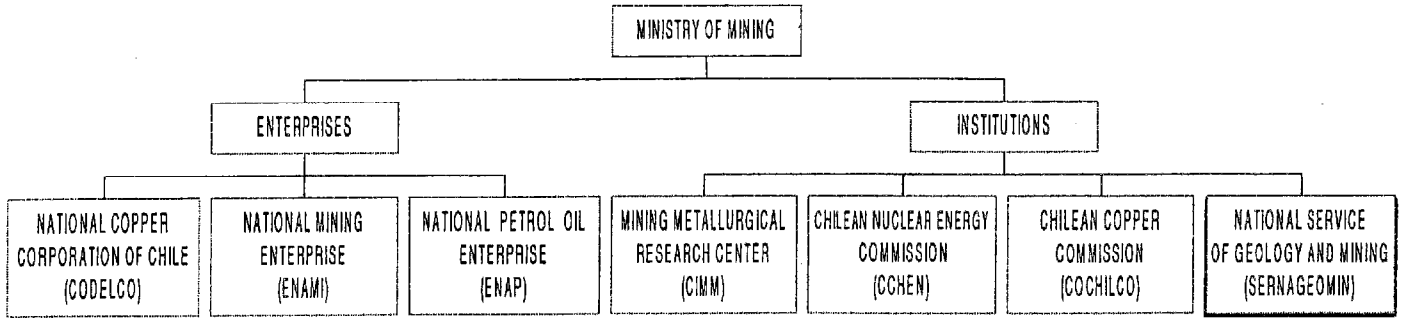 MINISTRY OF MINING
ENTERPRISES
INSTITUTIONS
NATIONAL COPPER
CORPORATION OF CHILE
(CODELCO)
NATIONAL MINING
ENTERPRISE
(ENAMI)
NATIONAL PETROL OIL
ENTERPRISE
(ENAP)
MINING METALLURGICAL
RESEARCH CENTER
(CIMM)
CHILEAN NUCLEAR ENERGY
COMMISSION
(CCHEN)
CHILEAN COPPER
COMMISSION
(COCHILCO)
NATIONAL SERVICE
OF GEOLOGY AND MINING
(SERNAGEOMIN)